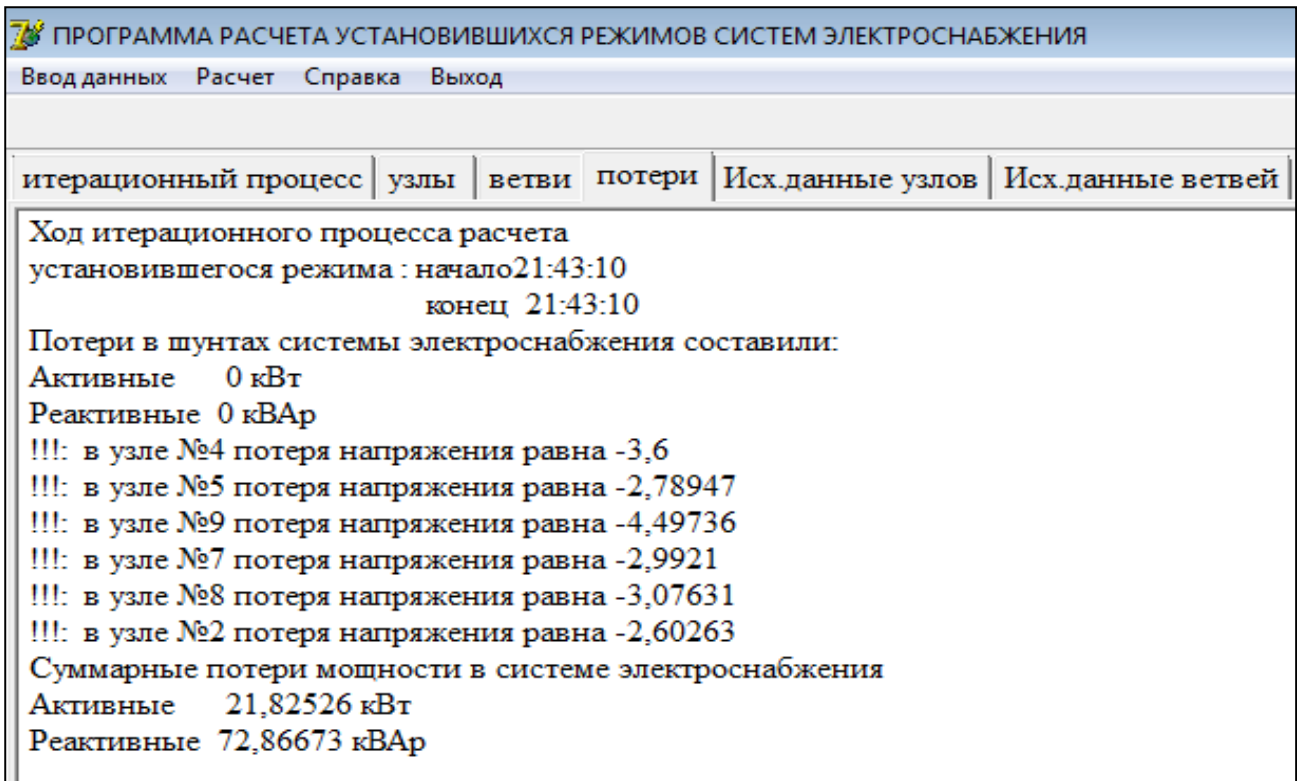 ПРОГРАММА РАСЧЕТА УСТАНОВИВШИХСЯ РЕЖИМОВ СИСТЕМ ЭЛЕКТРОСНАБЖЕНИЯ
Ввод данных Расчет Справка Выход
итерационный процесс узлы ветви потери Исх.данные узлов Исх.данные ветвей
Ход итерационного процесса расчета
установившегося режима : начало21:43:10
конец 21:43:10
Потери в шунтах системы электроснабжения составили:
Активные 0 кВт
Реактивные 0 кВАр
!!!: в узле №4 потеря напряжения равна -3,6
!!!: в узле №5 потеря напряжения равна -2,78947
!!!: в узле №9 потеря напряжения равна -4,49736
!!!: в узле №7 потеря напряжения равна -2,9921
!!!: в узле №8 потеря напряжения равна -3,07631
!!!: в узле №2 потеря напряжения равна -2,60263
Суммарные потери мощности в системе электроснабжения
Активные 21,82526 кВт
Реактивные 72,86673 кВАр